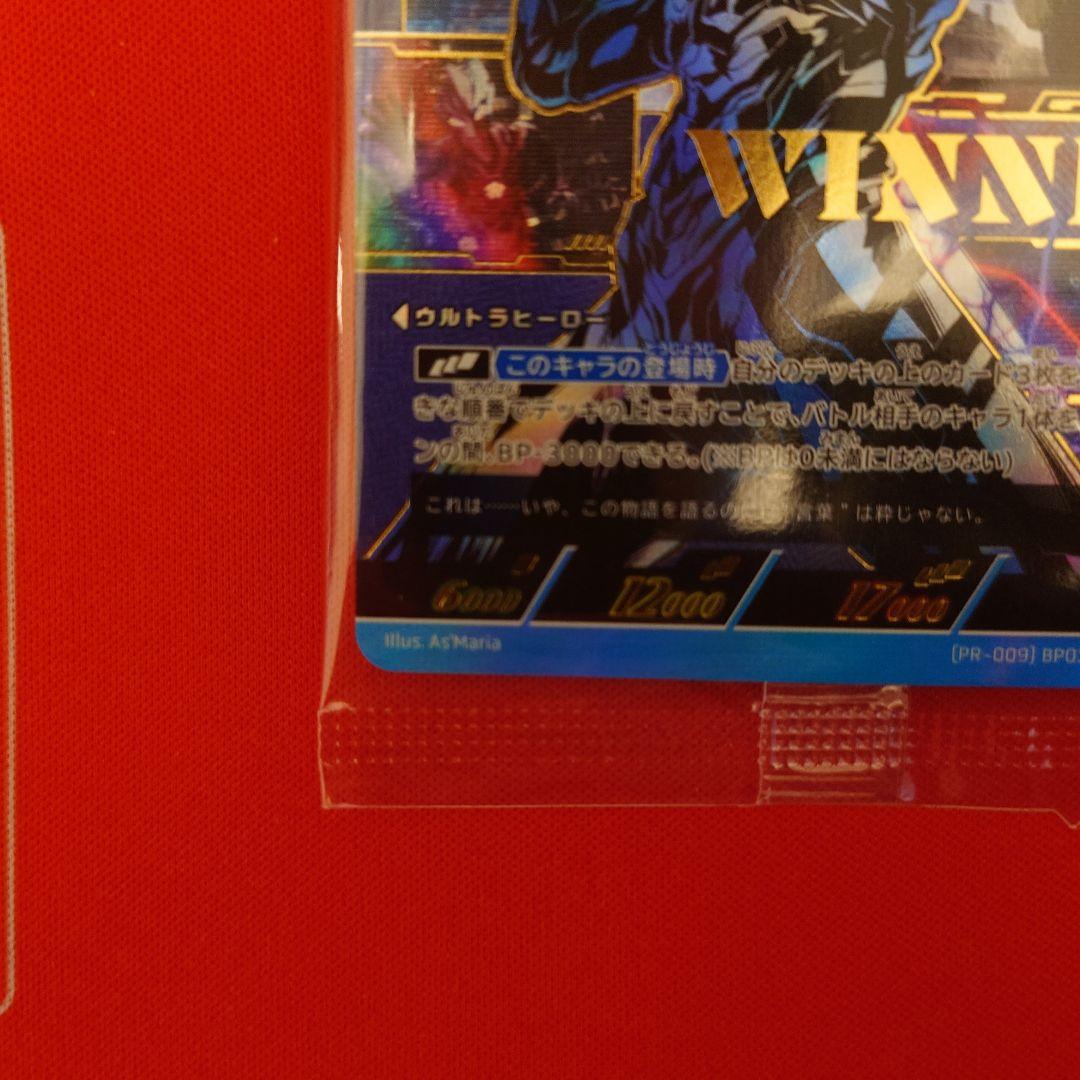 WINN
ウルトラヒーロー
このキャラの登場時 自分のデッキの上のカード3枚を
きな順番でデッキの上に戻すことで、バトル相手のキャラ1体を
ンの間、BP-3000できる。(※BPは0未満にはならない)
これは……いや、この物語を語るのに 言葉"は粋じゃない。
6000 12000 17000
Illus. As'Maria
[PR-009] BP0